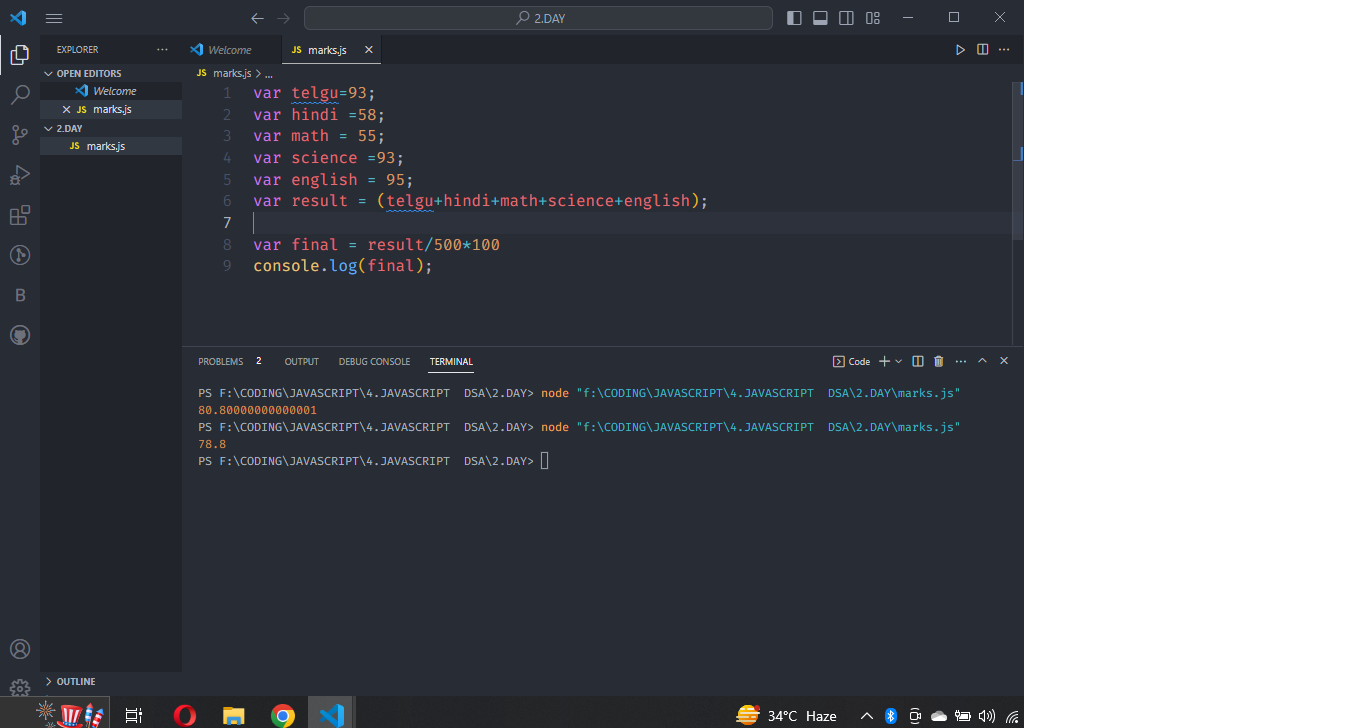 2.DAY
EXPLORER
Welcome
JS marks.js
OPEN EDITORS
Welcome
JS marks.js
2.DAY
JS marks.js
OUTLINE
JS marks.js > ...
1 var telgu=93;
2 var hindi =58;
3 var math = 55;
4 var science =93;
5 var english = 95;
6 var result = (telgu+hindi+math+science+english);
7
8 var final = result/500*100
9 console.log(final);
PROBLEMS 2 OUTPUT DEBUG CONSOLE TERMINAL Code
PS F:\CODING\JAVASCRIPT\4.JAVASCRIPT  DSA\2.DAY> node "f:\CODING\JAVASCRIPT\4.JAVASCRIPT  DSA\2.DAY\marks.js"
80.80000000000001
PS F:\CODING\JAVASCRIPT\4.JAVASCRIPT  DSA\2.DAY> node "f:\CODING\JAVASCRIPT\4.JAVASCRIPT  DSA\2.DAY\marks.js"
78.8
PS F:\CODING\JAVASCRIPT\4.JAVASCRIPT  DSA\2.DAY>
B
34°C Haze